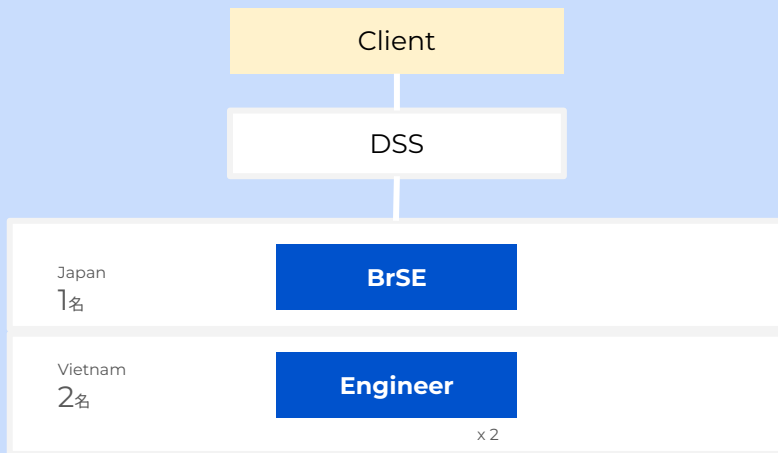 Client
DSS
Japan
1名
BrSE
Vietnam
2名
Engineer
x 2